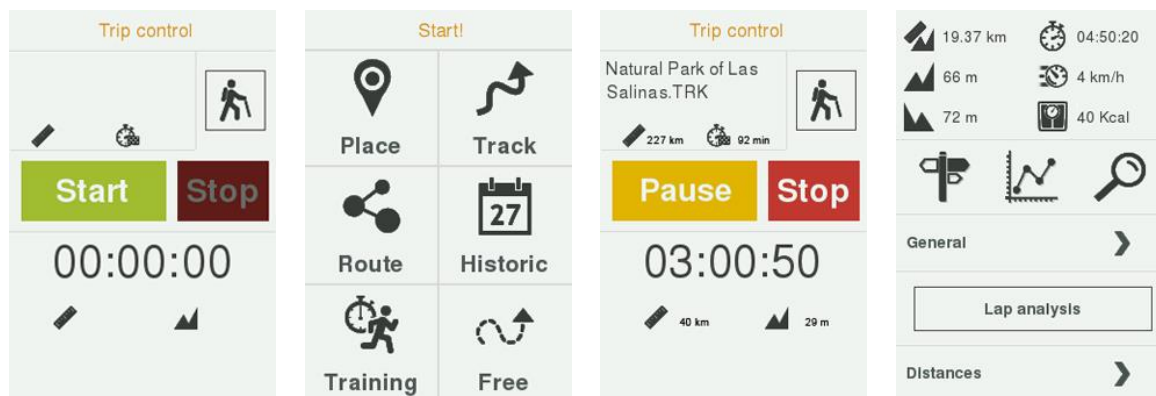 Trip control
Start Stop
00:00:00
Start!
Place Track
27
Route Historic
Training Free
Trip control
Natural Park of Las
Salinas.TRK
227 km 92 min
Pause Stop
03:00:50
40 km 29 m
19.37 km 04:50:20
66 m 4 km/h
72 m 40 Kcal
General
Lap analysis
Distances